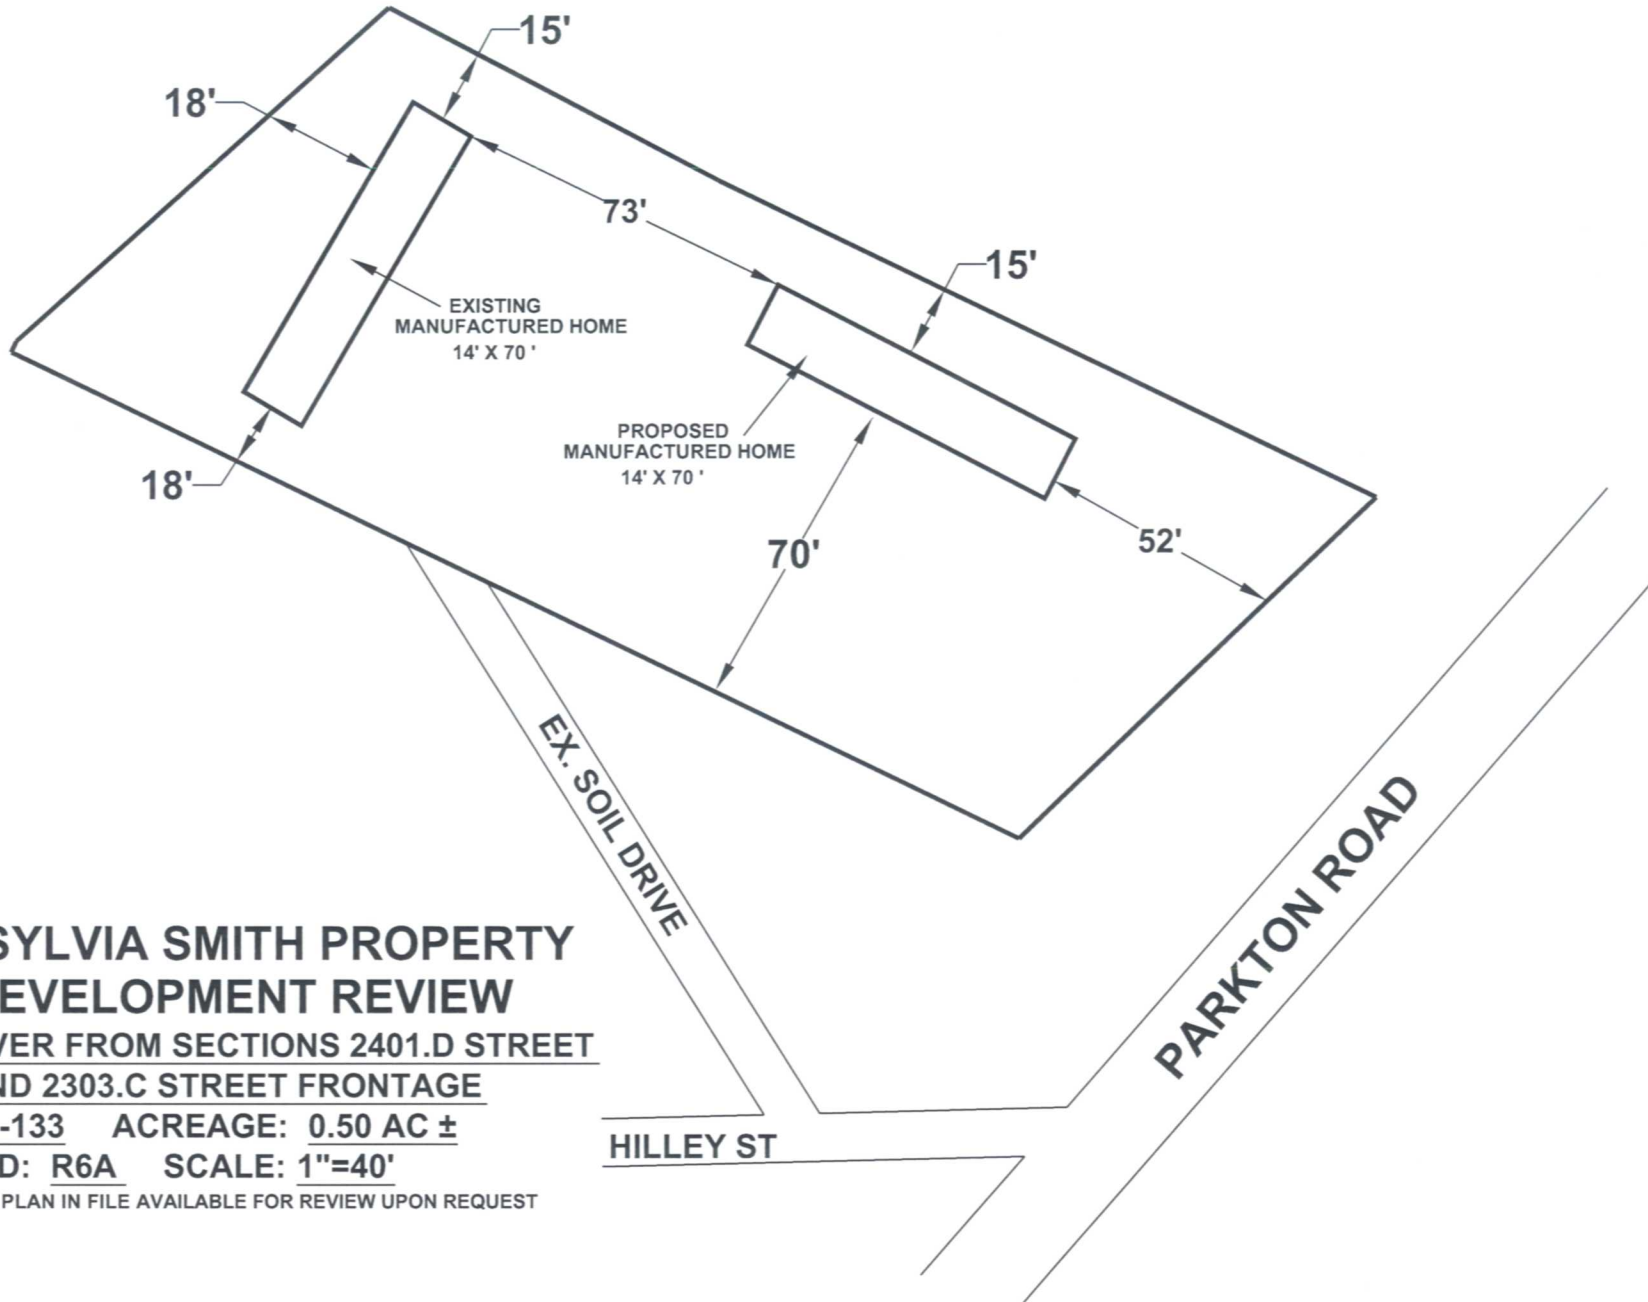 15'
18'
73'
15'
EXISTING
MANUFACTURED HOME
14' X 70 '
PROPOSED
MANUFACTURED HOME
14' X 70 '
18'
70'
52'
EX. SOIL DRIVE
PARKTON ROAD
SYLVIA SMITH PROPERTY
EVELOPMENT REVIEW
VER FROM SECTIONS 2401.D STREET
ND 2303.C STREET FRONTAGE
-133 ACREAGE: 0.50 AC ±
D: R6A SCALE: 1"=40'
PLAN IN FILE AVAILABLE FOR REVIEW UPON REQUEST
HILLEY ST